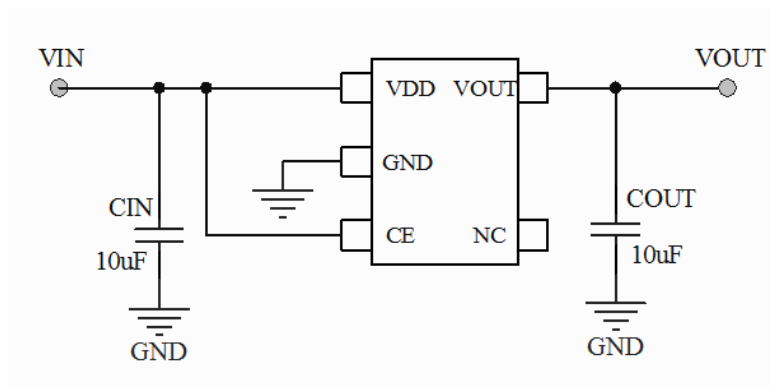 VIN
VOUT
VDD
VOUT
GND
CIN
10uF
CE
NC
COUT
10uF
GND
GND